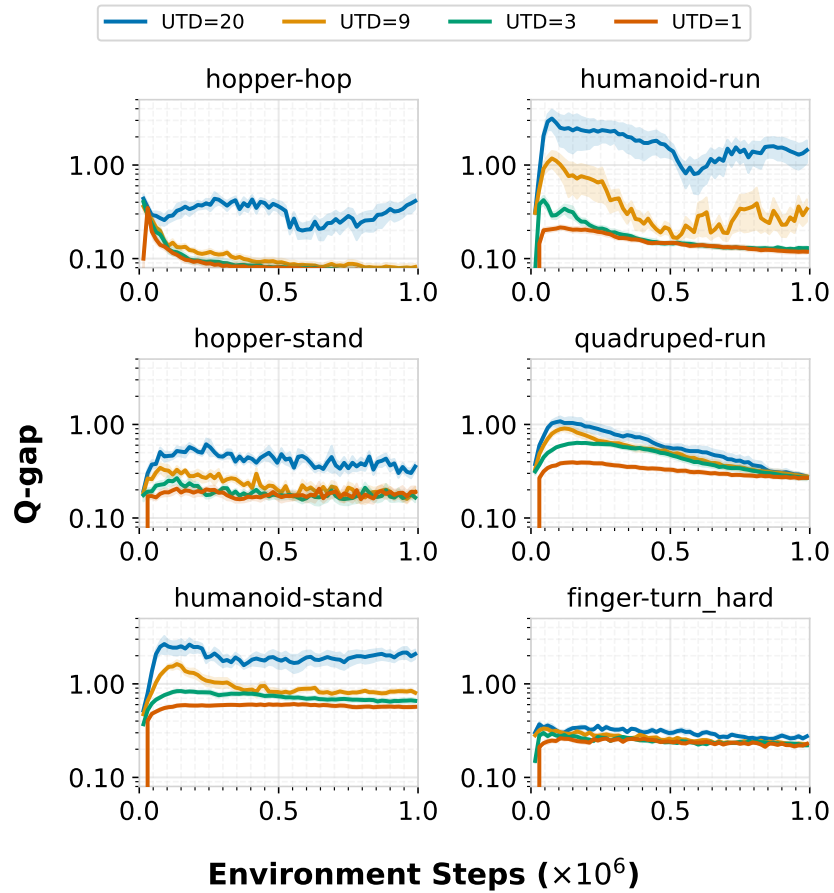 UTD=20 UTD=9 UTD=3 UTD=1
hopper-hop
humanoid-run
1.00
0.10
0.0 0.5 1.0
1.00
0.10
0.0 0.5 1.0
hopper-stand
quadruped-run
1.00
0.10
0.0 0.5 1.0
1.00
0.10
0.0 0.5 1.0
Q-gap
humanoid-stand
finger-turn_hard
1.00
0.10
0.0 0.5 1.0
1.00
0.10
0.0 0.5 1.0
Environment Steps (×10⁶)